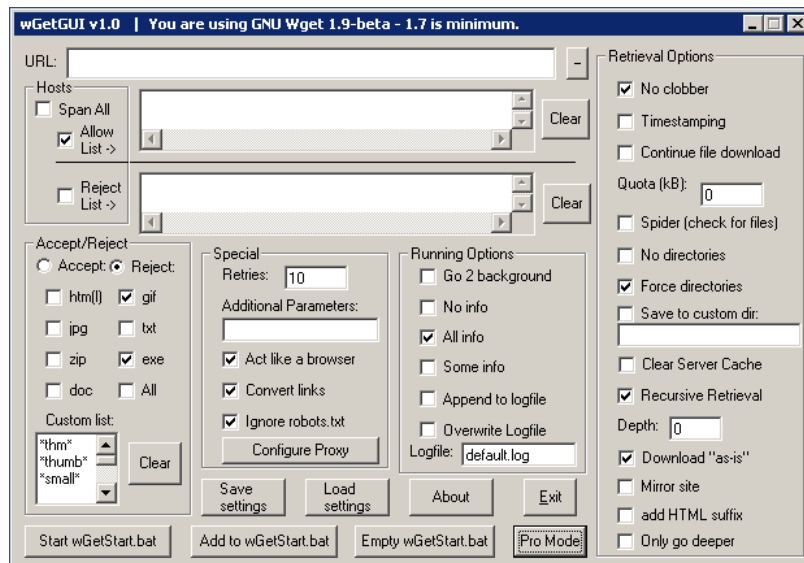 wGetGUI v1.0 | You are using GNU Wget 1.9-beta - 1.7 is minimum.
URL:
-
Hosts
Span All
Allow
List ->
Clear
Reject
List ->
Clear
Accept/Reject
Accept: Reject:
htm(l) gif
jpg txt
zip exe
doc All
Custom list:
*thm*
*thumb*
*small*
Clear
Special
Retries: 10
Additional Parameters:
Act like a browser
Convert links
Ignore robots.txt
Configure Proxy
Running Options
Go 2 background
No info
All info
Some info
Append to logfile
Overwrite Logfile
Logfile: default.log
Save
settings
Load
settings
About
Exit
Start wGetStart.bat
Add to wGetStart.bat
Empty wGetStart.bat
Pro Mode
Retrieval Options
No clobber
Timestamping
Continue file download
Quota (kB): 0
Spider (check for files)
No directories
Force directories
Save to custom dir:
Clear Server Cache
Recursive Retrieval
Depth: 0
Download "as-is"
Mirror site
add HTML suffix
Only go deeper